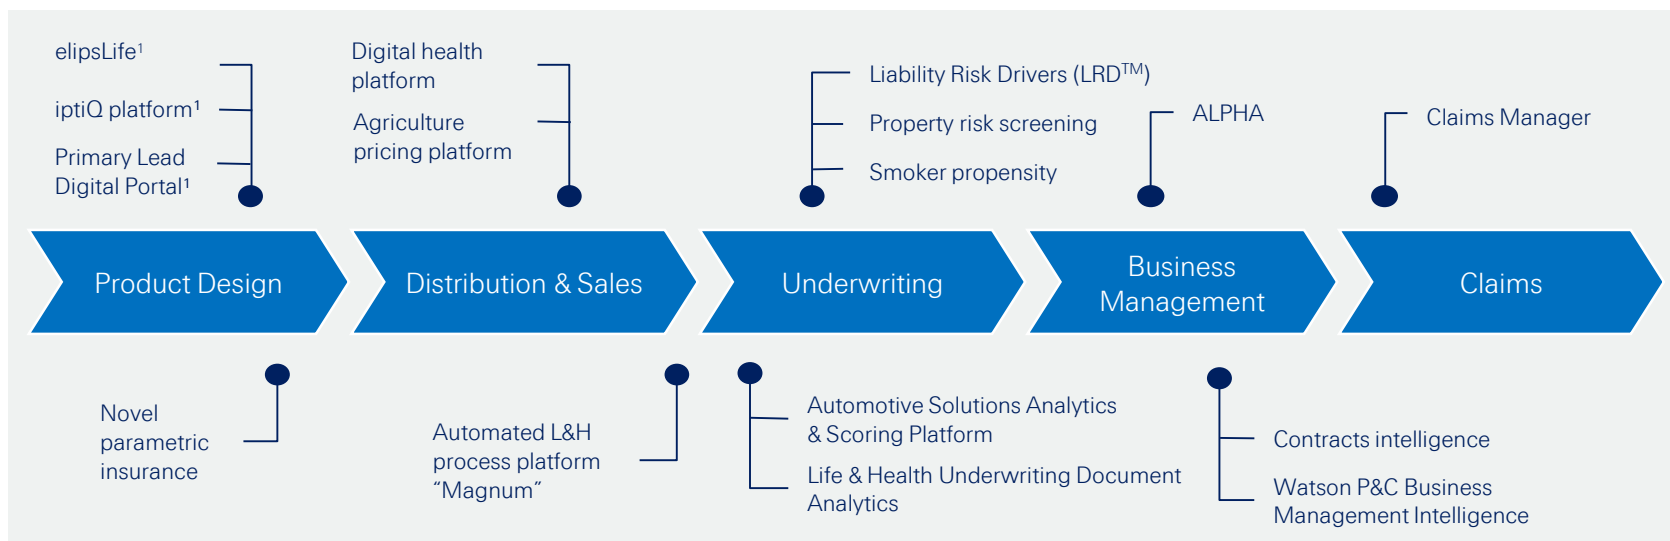 elipsLife¹
iptiQ platform¹
Primary Lead
Digital Portal¹
Digital health
platform
Agriculture
pricing platform
Liability Risk Drivers (LRD™)
Property risk screening
Smoker propensity
ALPHA
Claims Manager
Product Design
Distribution & Sales
Underwriting
Business
Management
Claims
Novel
parametric
insurance
Automated L&H
process platform
“Magnum”
Automotive Solutions Analytics
& Scoring Platform
Life & Health Underwriting Document
Analytics
Contracts intelligence
Watson P&C Business
Management Intelligence